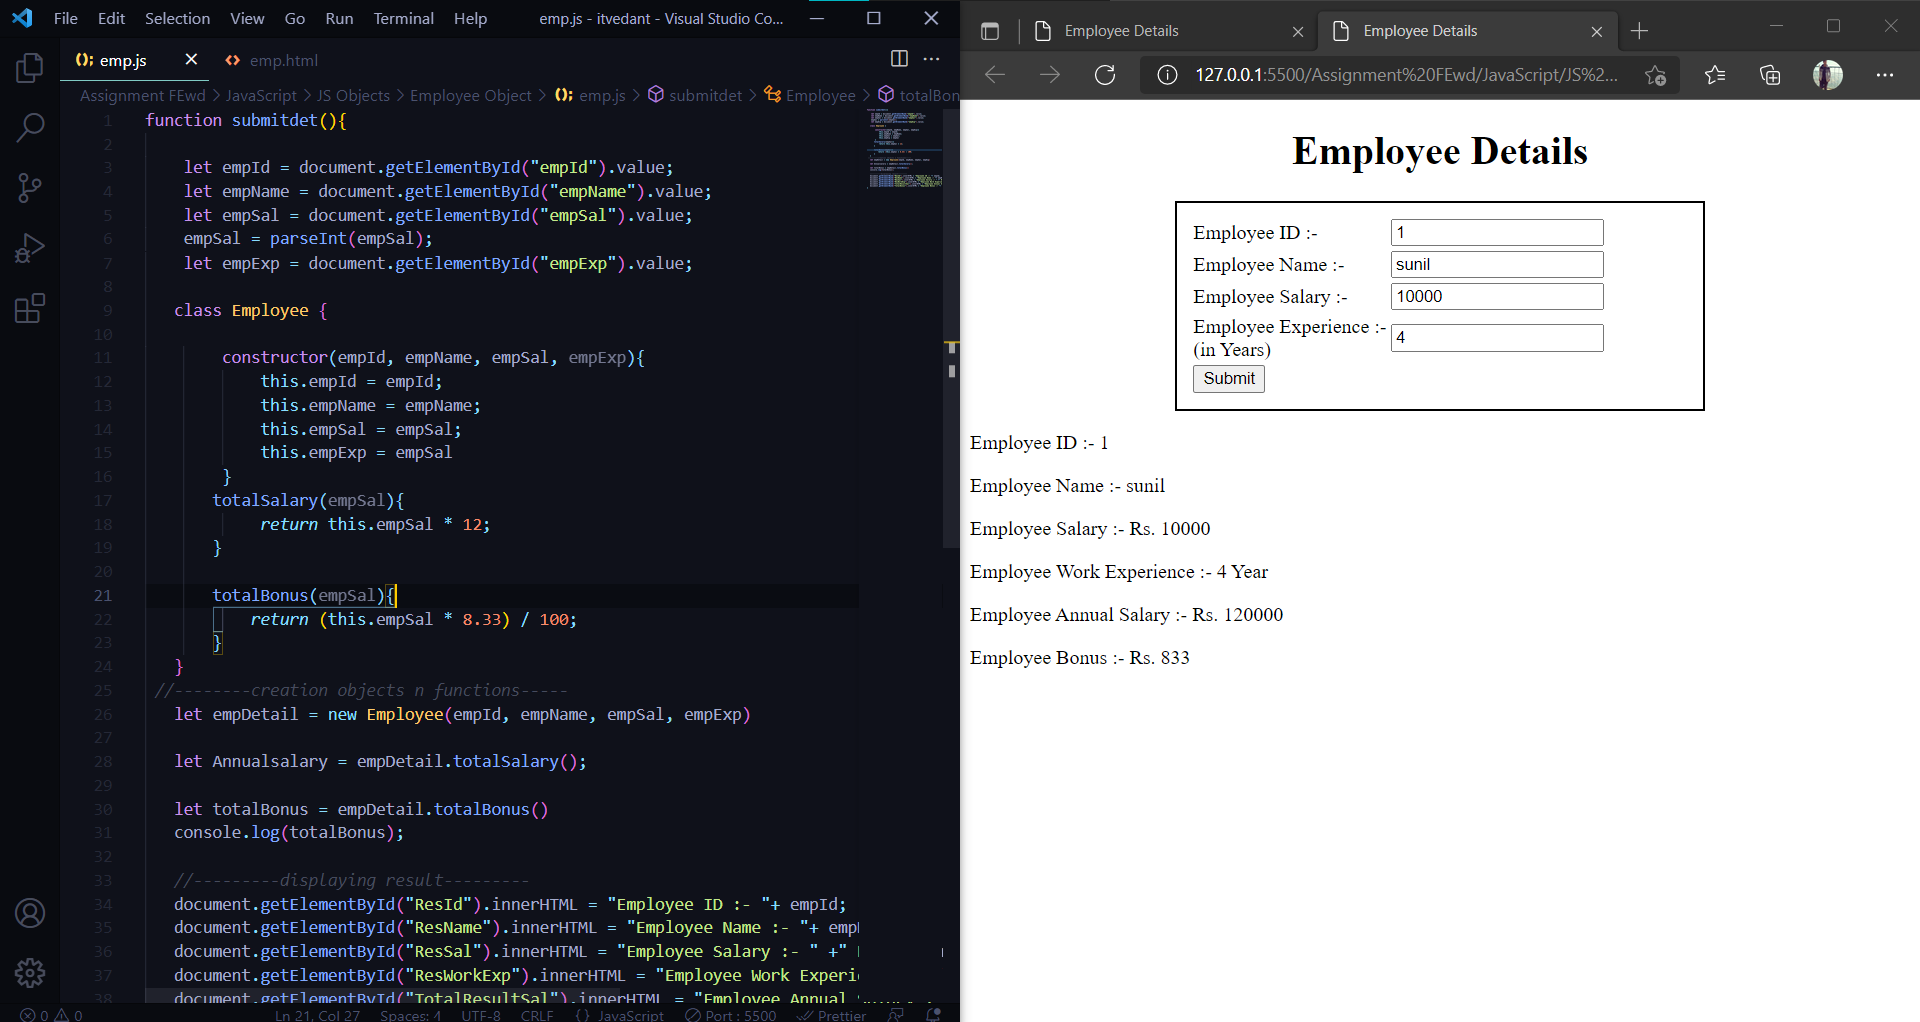 File Edit Selection View Go Run Terminal Help emp.js - itvedant - Visual Studio Co...
emp.js emp.html
Assignment FEwd > JavaScript > JS Objects > Employee Object > emp.js > submitdet > Employee > totalBon
1 function submitdet(){
2
3 let empId = document.getElementById("empId").value;
4 let empName = document.getElementById("empName").value;
5 let empSal = document.getElementById("empSal").value;
6 empSal = parseInt(empSal);
7 let empExp = document.getElementById("empExp").value;
8
9 class Employee {
10
11 constructor(empId, empName, empSal, empExp){
12 this.empId = empId;
13 this.empName = empName;
14 this.empSal = empSal;
15 this.empExp = empSal
16 }
17 totalSalary(empSal){
18 return this.empSal * 12;
19 }
20
21 totalBonus(empSal){
22 return (this.empSal * 8.33) / 100;
23 }
24 }
25 //--------creation objects n functions-----
26 let empDetail = new Employee(empId, empName, empSal, empExp)
27
28 let Annualsalary = empDetail.totalSalary();
29
30 let totalBonus = empDetail.totalBonus()
31 console.log(totalBonus);
32
33 //---------displaying result---------
34 document.getElementById("ResId").innerHTML = "Employee ID :- "+ empId;
35 document.getElementById("ResName").innerHTML = "Employee Name :- "+ emp
36 document.getElementById("ResSal").innerHTML = "Employee Salary :- " +"
37 document.getElementById("ResWorkExp").innerHTML = "Employee Work Experi
38 document.getElementById("TotalResultSal").innerHTML = "Employee Annual
0 0 Ln 21, Col 27 Spaces: 4 UTF-8 CRLF {} JavaScript Port : 5500 Prettier
Employee Details Employee Details
127.0.0.1:5500/Assignment%20FEwd/JavaScript/JS%2...
Employee Details
Employee ID :- 1
Employee Name :- sunil
Employee Salary :- 10000
Employee Experience :- 4
(in Years)
Submit
Employee ID :- 1
Employee Name :- sunil
Employee Salary :- Rs. 10000
Employee Work Experience :- 4 Year
Employee Annual Salary :- Rs. 120000
Employee Bonus :- Rs. 833